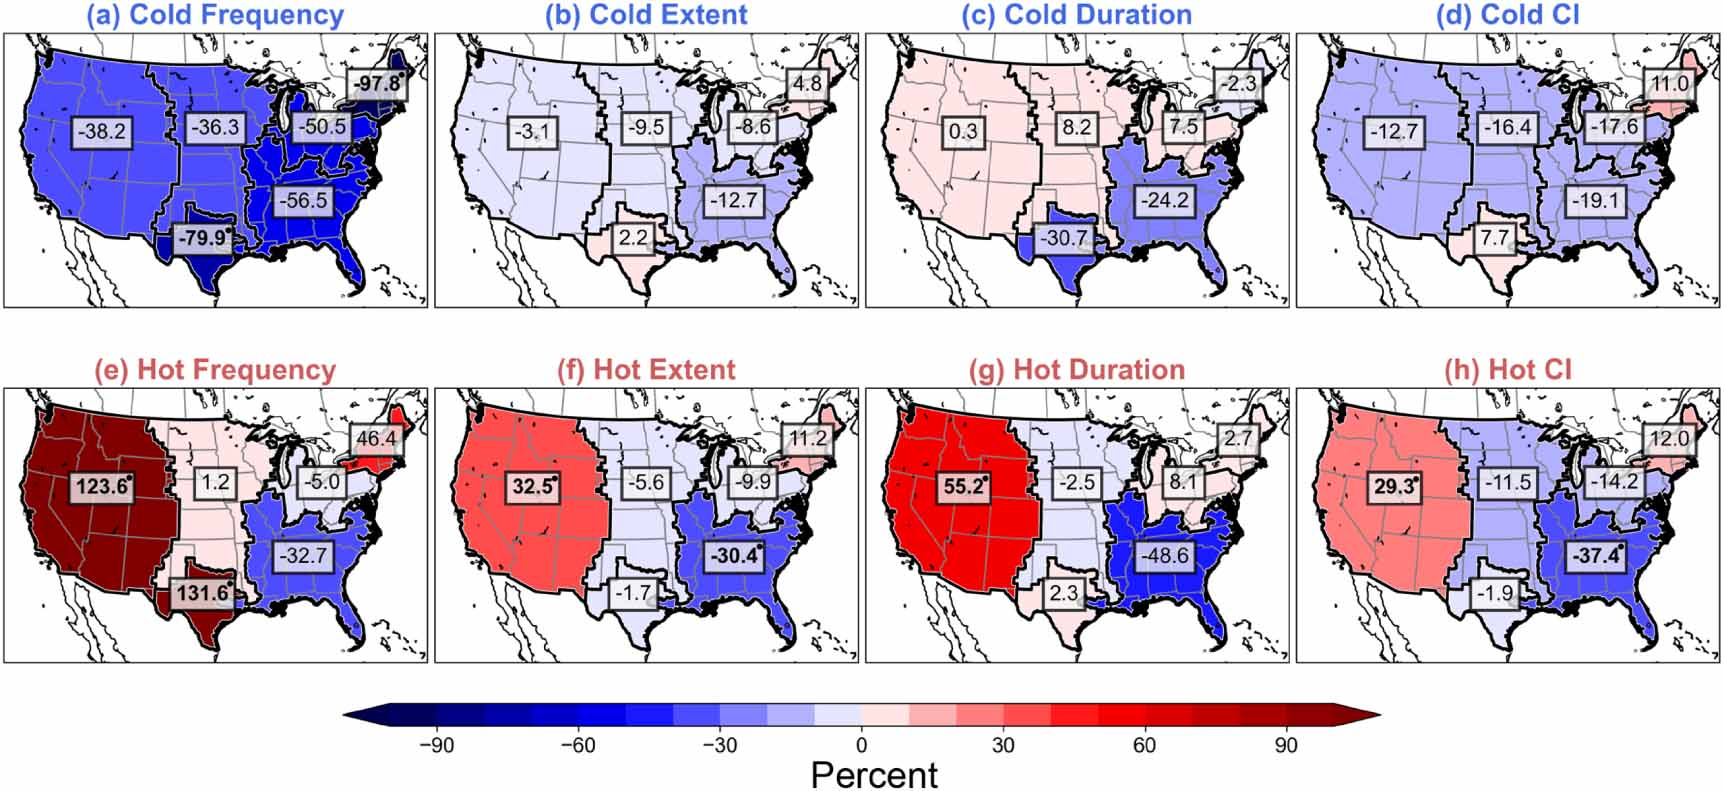 (a) Cold Frequency (b) Cold Extent (c) Cold Duration (d) Cold CI
-97.8* 4.8 -2.3 11.0
-38.2 -36.3 -50.5 -3.1 -9.5 -8.6 0.3 8.2 7.5 -12.7 -16.4 -17.6
-56.5 -12.7 -24.2 -19.1
-79.9* 2.2 -30.7 7.7
(e) Hot Frequency (f) Hot Extent (g) Hot Duration (h) Hot CI
46.4 11.2 2.7 12.0
123.6* 1.2 -5.0 32.5* -5.6 -9.9 55.2* -2.5 8.1 29.3* -11.5 -14.2
-32.7 -30.4* -48.6 -37.4*
131.6* -1.7 2.3 -1.9
−90 −60 −30 0 30 60 90
Percent